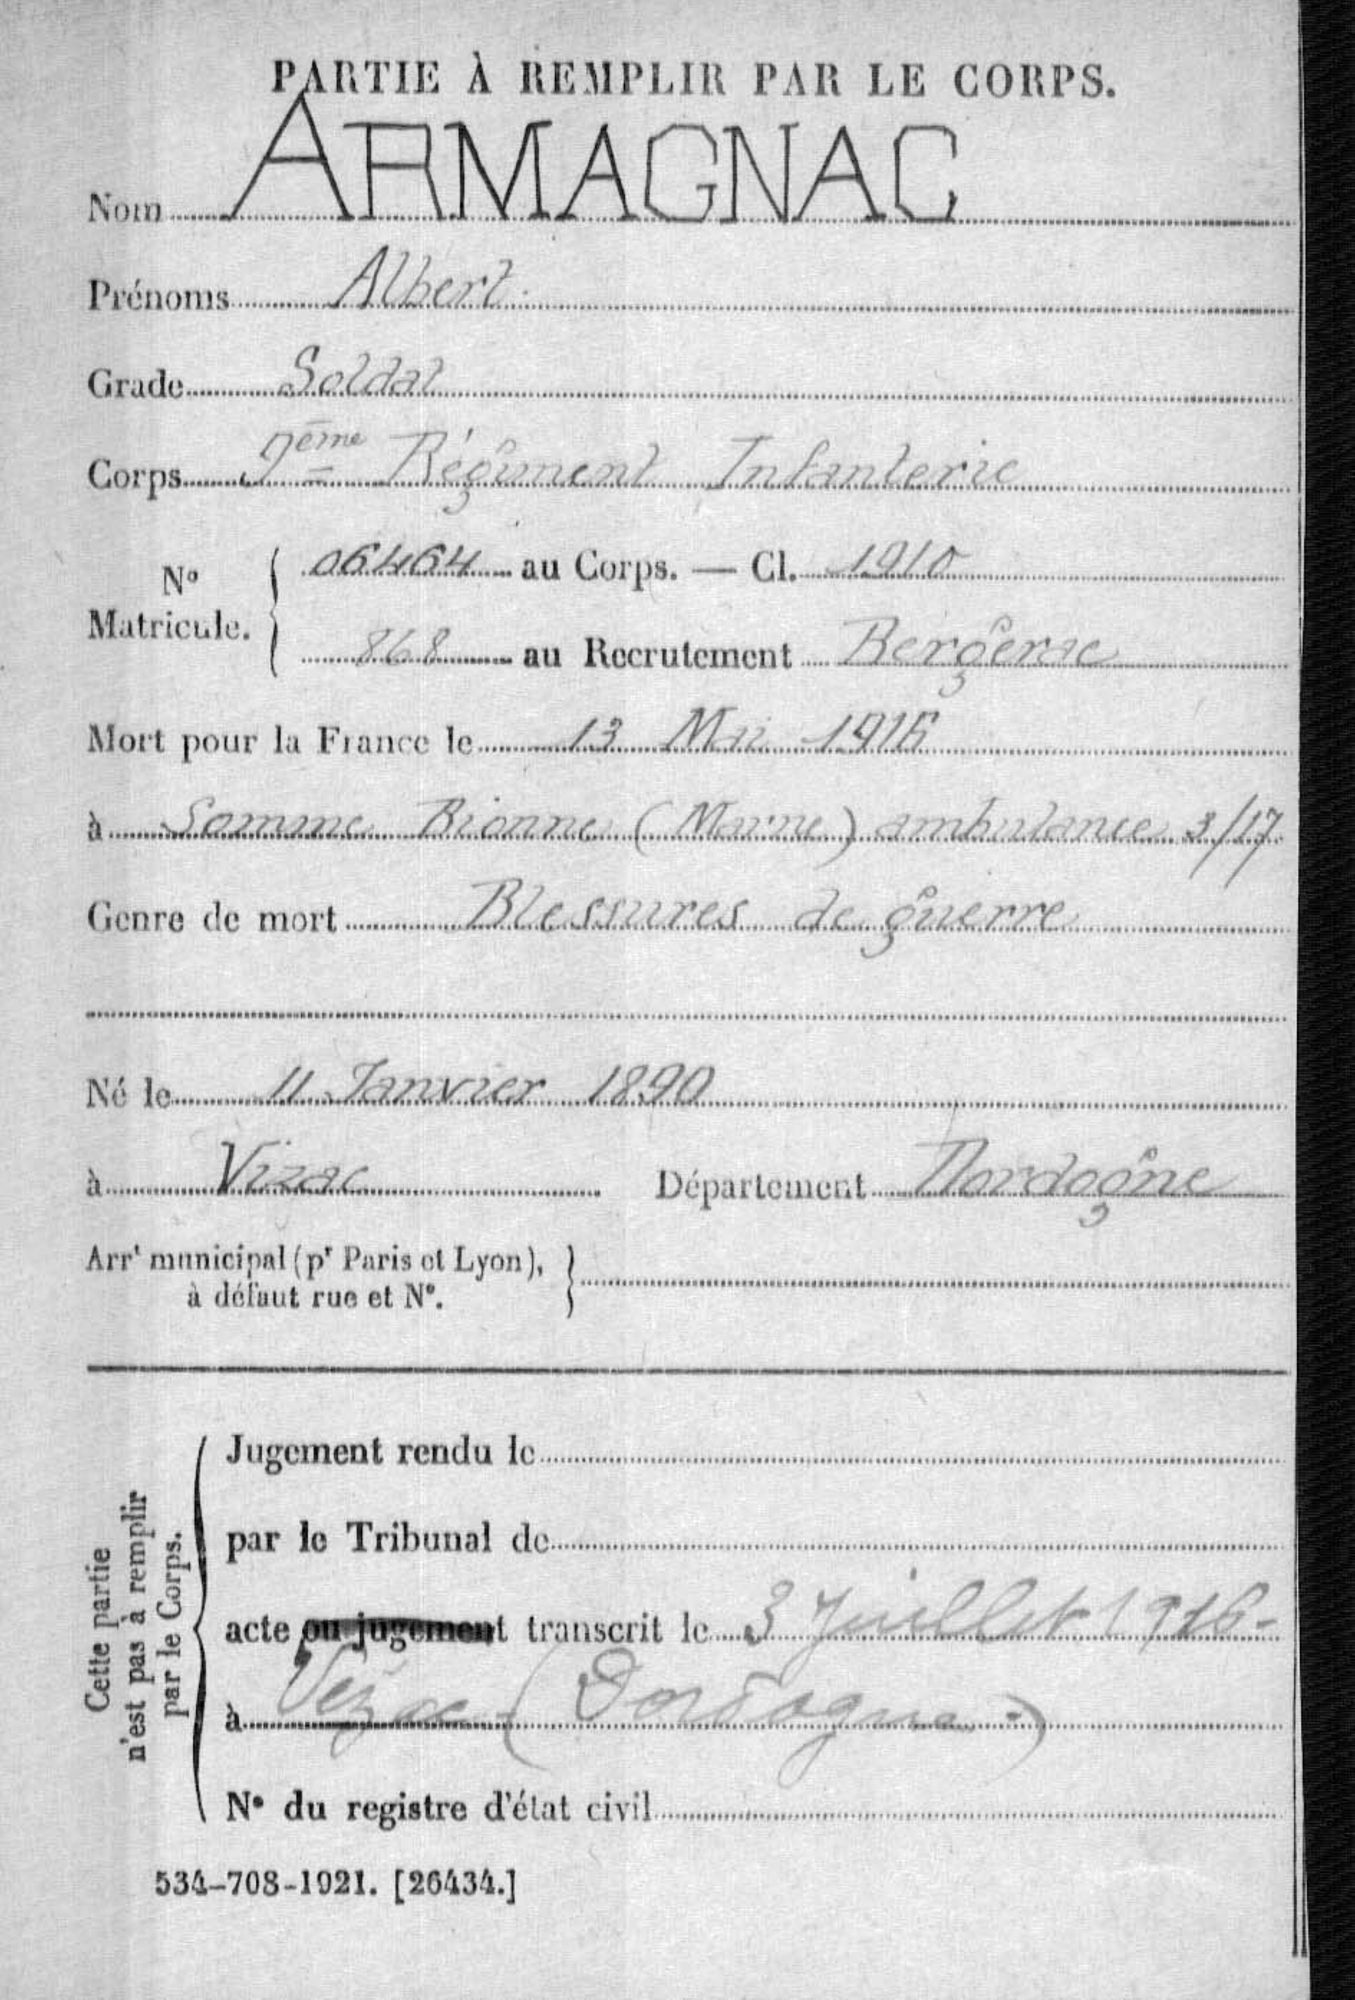 PARTIE À REMPLIR PAR LE CORPS.
Nom ARMAGNAC
Prénoms Albert
Grade Soldat
Corps 9ème Régiment Infanterie
N° Matricule. 06464 au Corps. — Cl. 1910
868 au Recrutement Bergerac
Mort pour la France le 13 Mai 1916
à Somme Bionne (Marne) ambulance 3/17
Genre de mort Blessures de guerre
Né le 11 Janvier 1890
à Vizac Département Dordogne
Arrt municipal (pr Paris et Lyon),
à défaut rue et N°.
Cette partie
n'est pas à remplir
par le Corps.
Jugement rendu le
par le Tribunal de
acte ou jugement transcrit le 3 Juillet 1916-
à Vézac (Dordogne-)
N° du registre d'état civil
534-708-1921. [26434.]